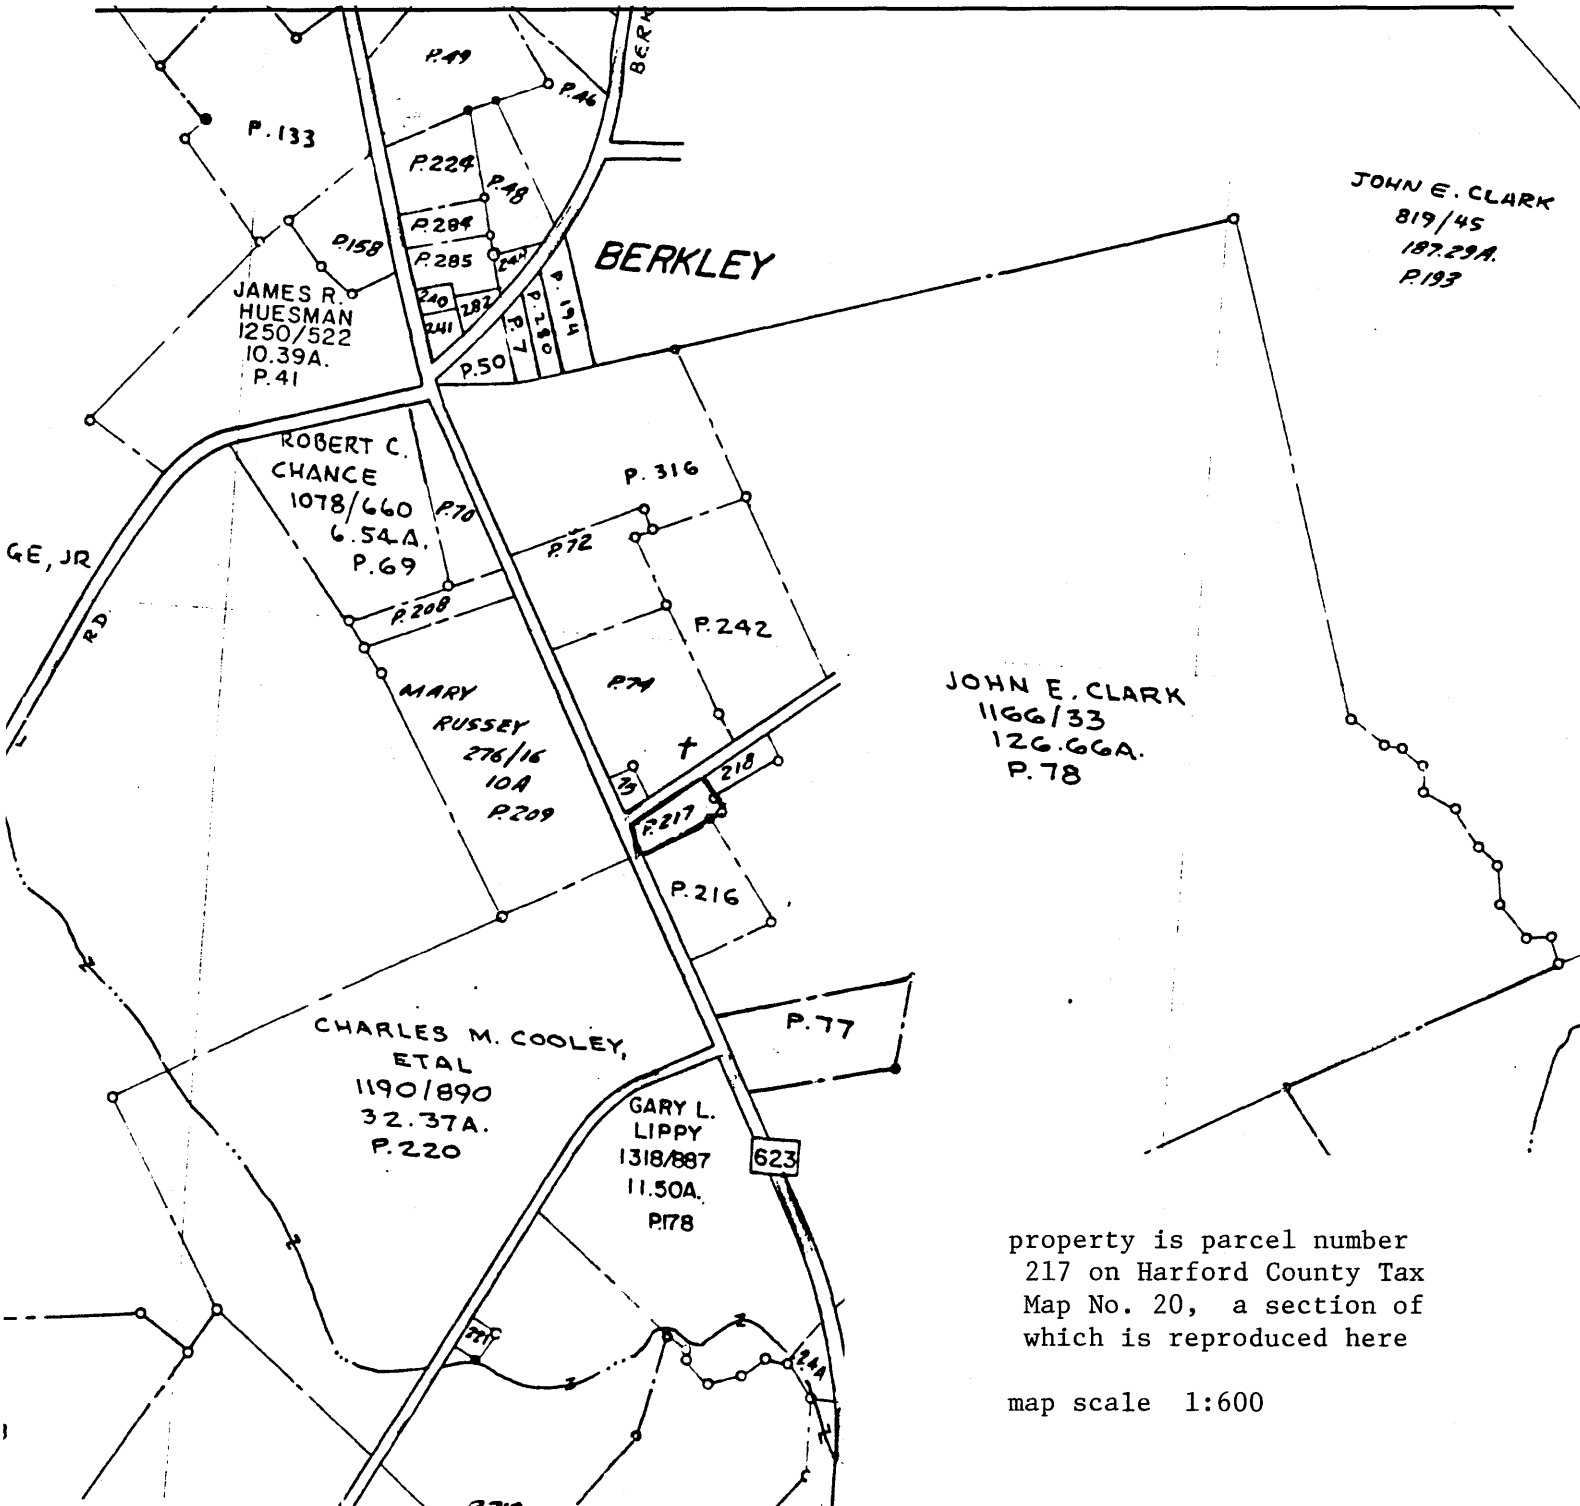 P.49
BERK
P.46
P.133
P.224
P.48
JOHN E. CLARK
819/45
187.29A.
P.193
P.284
P.158
P.285
244
BERKLEY
JAMES R.
HUESMAN
1250/522
10.39A.
P.41
240
282
241
P.7
P.280
P. 194
P.50
ROBERT C.
CHANCE
1078/660
6.54A.
P.69
P.70
P. 316
P.72
GE, JR
RD
P.208
P.242
MARY
RUSSEY
276/16
10A
P.209
P.74
JOHN E. CLARK
1166/33
126.66A.
P.78
218
P.217
P.216
CHARLES M. COOLEY,
ETAL
1190/890
32.37A.
P.220
P.77
GARY L.
LIPPY
1318/887
11.50A.
P.178
623
property is parcel number
217 on Harford County Tax
Map No. 20, a section of
which is reproduced here
map scale 1:600
221